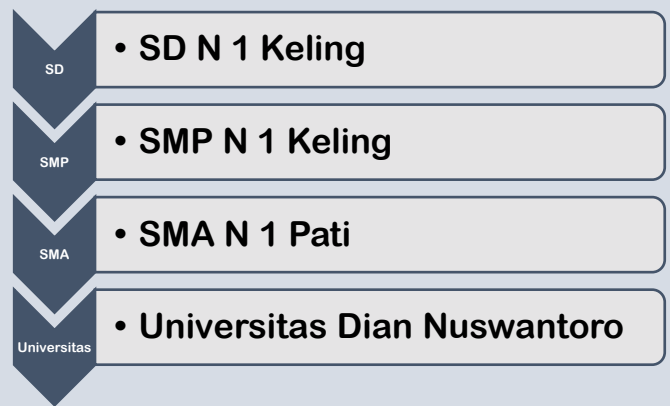 SD
• SD N 1 Keling
SMP
• SMP N 1 Keling
SMA
• SMA N 1 Pati
Universitas
• Universitas Dian Nuswantoro